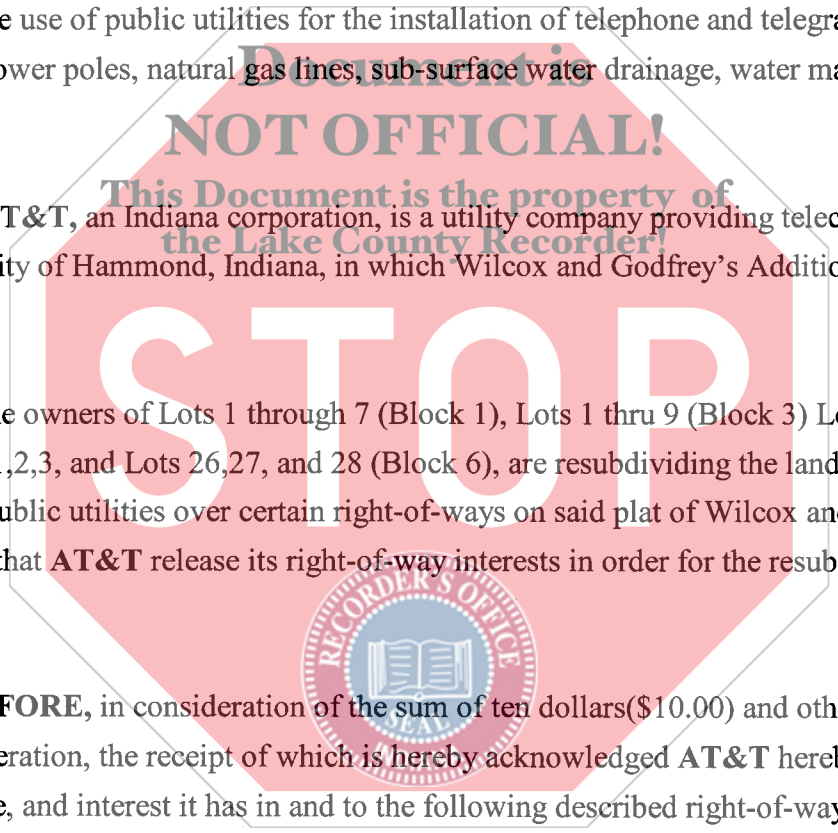 e use of public utilities for the installation of telephone and telegra
ower poles, natural gas lines, sub-surface water drainage, water ma
Document is
NOT OFFICIAL!
This Document is the property of
the Lake County Recorder!
T&T, an Indiana corporation, is a utility company providing telec
ity of Hammond, Indiana, in which Wilcox and Godfrey's Additio
STOP
e owners of Lots 1 through 7 (Block 1), Lots 1 thru 9 (Block 3) L
,2,3, and Lots 26,27, and 28 (Block 6), are resubdividing the land
ublic utilities over certain right-of-ways on said plat of Wilcox an
that AT&T release its right-of-way interests in order for the resub
RECORDER'S OFFICE
SEAL
FORE, in consideration of the sum of ten dollars($10.00) and oth
eration, the receipt of which is hereby acknowledged AT&T hereb
e, and interest it has in and to the following described right-of-way